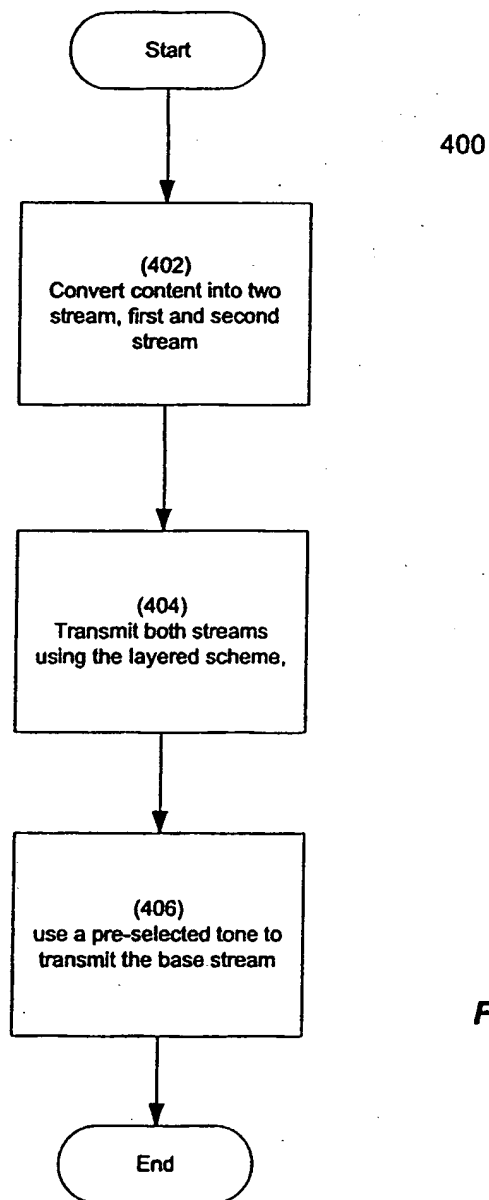 Start
400
(402)
Convert content into two
stream, first and second
stream
(404)
Transmit both streams
using the layered scheme,
(406)
use a pre-selected tone to
transmit the base stream
F
End